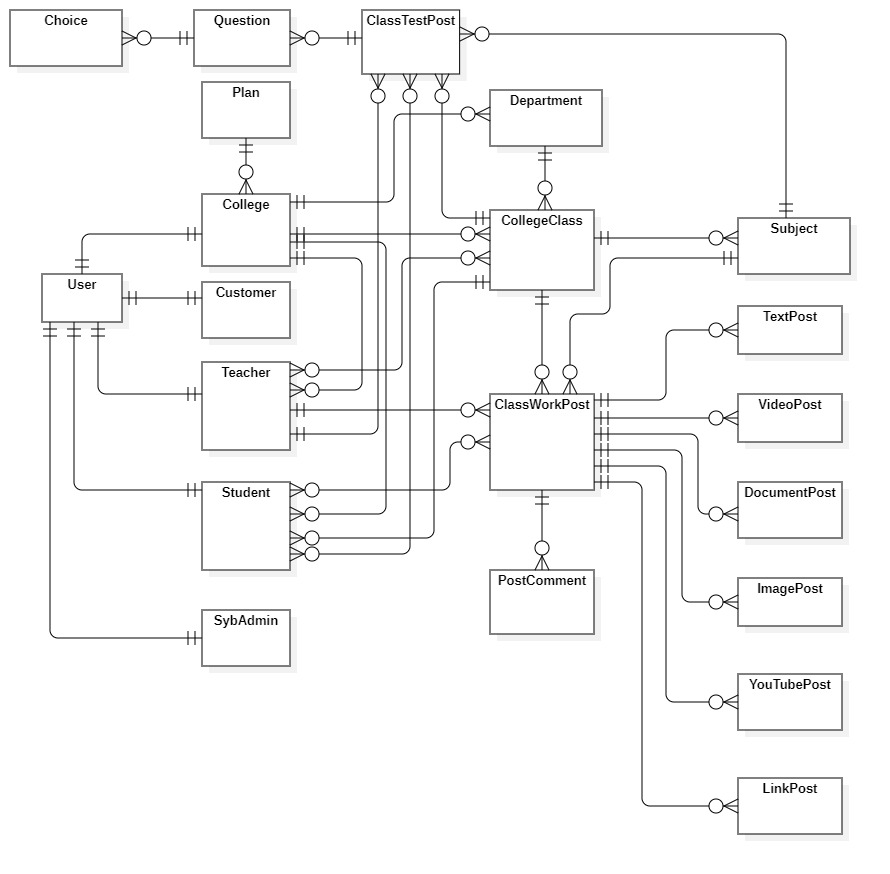 Choice
Question
ClassTestPost
Plan
Department
College
CollegeClass
Subject
User
Customer
TextPost
Teacher
ClassWorkPost
VideoPost
Student
DocumentPost
PostComment
ImagePost
SybAdmin
YouTubePost
LinkPost